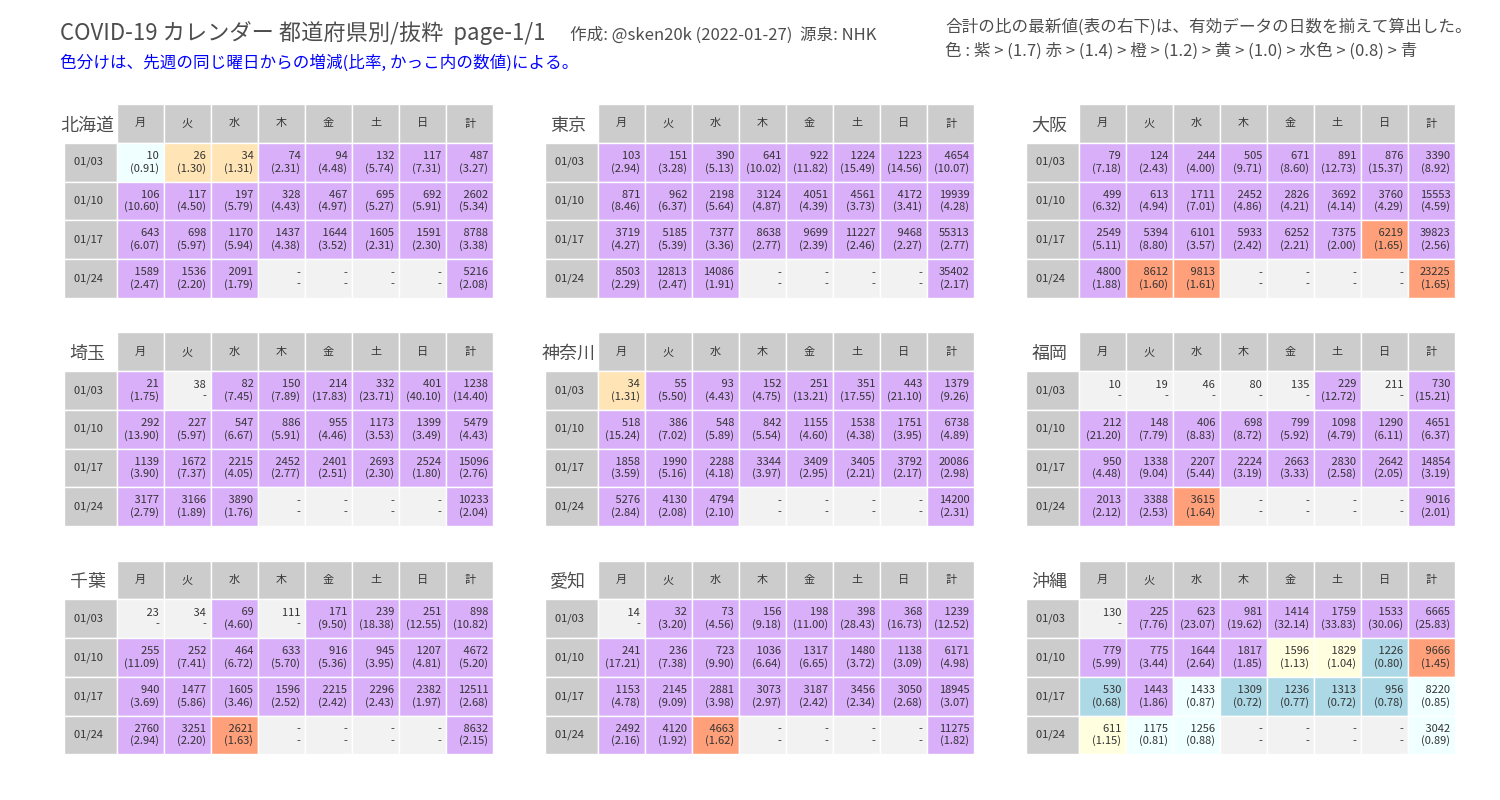 COVID-19 カレンダー 都道府県別/抜粋 page-1/1 作成: @sken20k (2022-01-27) 源泉: NHK
色分けは、先週の同じ曜日からの増減(比率, かっこ内の数値)による。
合計の比の最新値(表の右下)は、有効データの日数を揃えて算出した。
色 : 紫 > (1.7) 赤 > (1.4) 橙 > (1.2) 黄 > (1.0) > 水色 > (0.8) > 青
北海道 月 火 水 木 金 土 日 計
01/03 10 26 34 74 94 132 117 487
(0.91) (1.30) (1.31) (2.31) (4.48) (5.74) (7.31) (3.27)
01/10 106 117 197 328 467 695 692 2602
(10.60) (4.50) (5.79) (4.43) (4.97) (5.27) (5.91) (5.34)
01/17 643 698 1170 1437 1644 1605 1591 8788
(6.07) (5.97) (5.94) (4.38) (3.52) (2.31) (2.30) (3.38)
01/24 1589 1536 2091 - - - - 5216
(2.47) (2.20) (1.79) - - - - (2.08)
東京 月 火 水 木 金 土 日 計
01/03 103 151 390 641 922 1224 1223 4654
(2.94) (3.28) (5.13) (10.02) (11.82) (15.49) (14.56) (10.07)
01/10 871 962 2198 3124 4051 4561 4172 19939
(8.46) (6.37) (5.64) (4.87) (4.39) (3.73) (3.41) (4.28)
01/17 3719 5185 7377 8638 9699 11227 9468 55313
(4.27) (5.39) (3.36) (2.77) (2.39) (2.46) (2.27) (2.77)
01/24 8503 12813 14086 - - - - 35402
(2.29) (2.47) (1.91) - - - - (2.17)
大阪 月 火 水 木 金 土 日 計
01/03 79 124 244 505 671 891 876 3390
(7.18) (2.43) (4.00) (9.71) (8.60) (12.73) (15.37) (8.92)
01/10 499 613 1711 2452 2826 3692 3760 15553
(6.32) (4.94) (7.01) (4.86) (4.21) (4.14) (4.29) (4.59)
01/17 2549 5394 6101 5933 6252 7375 6219 39823
(5.11) (8.80) (3.57) (2.42) (2.21) (2.00) (1.65) (2.56)
01/24 4800 8612 9813 - - - - 23225
(1.88) (1.60) (1.61) - - - - (1.65)
埼玉 月 火 水 木 金 土 日 計
01/03 21 38 82 150 214 332 401 1238
(1.75) - (7.45) (7.89) (17.83) (23.71) (40.10) (14.40)
01/10 292 227 547 886 955 1173 1399 5479
(13.90) (5.97) (6.67) (5.91) (4.46) (3.53) (3.49) (4.43)
01/17 1139 1672 2215 2452 2401 2693 2524 15096
(3.90) (7.37) (4.05) (2.77) (2.51) (2.30) (1.80) (2.76)
01/24 3177 3166 3890 - - - - 10233
(2.79) (1.89) (1.76) - - - - (2.04)
神奈川 月 火 水 木 金 土 日 計
01/03 34 55 93 152 251 351 443 1379
(1.31) (5.50) (4.43) (4.75) (13.21) (17.55) (21.10) (9.26)
01/10 518 386 548 842 1155 1538 1751 6738
(15.24) (7.02) (5.89) (5.54) (4.60) (4.38) (3.95) (4.89)
01/17 1858 1990 2288 3344 3409 3405 3792 20086
(3.59) (5.16) (4.18) (3.97) (2.95) (2.21) (2.17) (2.98)
01/24 5276 4130 4794 - - - - 14200
(2.84) (2.08) (2.10) - - - - (2.31)
福岡 月 火 水 木 金 土 日 計
01/03 10 19 46 80 135 229 211 730
- - - - - (12.72) - (15.21)
01/10 212 148 406 698 799 1098 1290 4651
(21.20) (7.79) (8.83) (8.72) (5.92) (4.79) (6.11) (6.37)
01/17 950 1338 2207 2224 2663 2830 2642 14854
(4.48) (9.04) (5.44) (3.19) (3.33) (2.58) (2.05) (3.19)
01/24 2013 3388 3615 - - - - 9016
(2.12) (2.53) (1.64) - - - - (2.01)
千葉 月 火 水 木 金 土 日 計
01/03 23 34 69 111 171 239 251 898
- - (4.60) - (9.50) (18.38) (12.55) (10.82)
01/10 255 252 464 633 916 945 1207 4672
(11.09) (7.41) (6.72) (5.70) (5.36) (3.95) (4.81) (5.20)
01/17 940 1477 1605 1596 2215 2296 2382 12511
(3.69) (5.86) (3.46) (2.52) (2.42) (2.43) (1.97) (2.68)
01/24 2760 3251 2621 - - - - 8632
(2.94) (2.20) (1.63) - - - - (2.15)
愛知 月 火 水 木 金 土 日 計
01/03 14 32 73 156 198 398 368 1239
- (3.20) (4.56) (9.18) (11.00) (28.43) (16.73) (12.52)
01/10 241 236 723 1036 1317 1480 1138 6171
(17.21) (7.38) (9.90) (6.64) (6.65) (3.72) (3.09) (4.98)
01/17 1153 2145 2881 3073 3187 3456 3050 18945
(4.78) (9.09) (3.98) (2.97) (2.42) (2.34) (2.68) (3.07)
01/24 2492 4120 4663 - - - - 11275
(2.16) (1.92) (1.62) - - - - (1.82)
沖縄 月 火 水 木 金 土 日 計
01/03 130 225 623 981 1414 1759 1533 6665
- (7.76) (23.07) (19.62) (32.14) (33.83) (30.06) (25.83)
01/10 779 775 1644 1817 1596 1829 1226 9666
(5.99) (3.44) (2.64) (1.85) (1.13) (1.04) (0.80) (1.45)
01/17 530 1443 1433 1309 1236 1313 956 8220
(0.68) (1.86) (0.87) (0.72) (0.77) (0.72) (0.78) (0.85)
01/24 611 1175 1256 - - - - 3042
(1.15) (0.81) (0.88) - - - - (0.89)